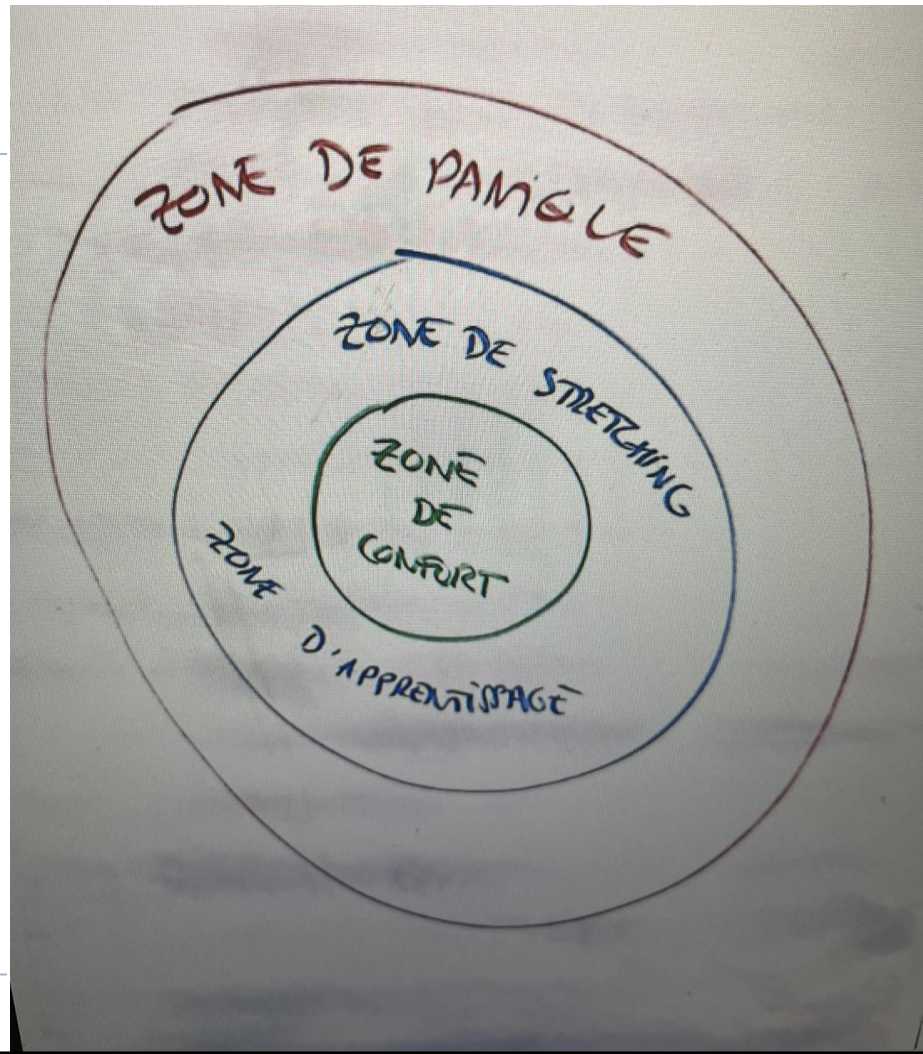 ZONE DE PANIQUE
ZONE DE STRETCHING
ZONE
DE
CONFORT
ZONE D'APPRENTISSAGE